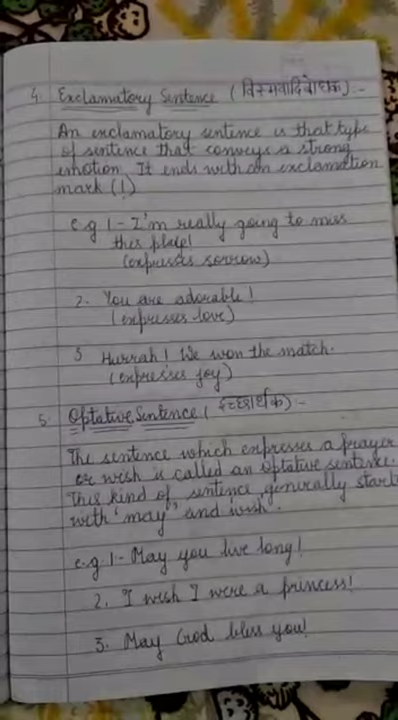 4. Exclamatory Sentence (विस्मयादिबोधक) :-
An exclamatory sentence is that type
of sentence that conveys a strong
emotion. It ends with an exclamation
mark (!)
e.g 1 - I'm really going to miss
this place!
(expresses sorrow)
2. You are adorable!
(expresses love)
3 Hurrah! We won the match.
(expresses joy)
5. Optative Sentence (इच्छार्थक) :-
The sentence which expresses a prayer
or wish is called an optative sentence.
This kind of sentence generally start
with 'may' and 'wish'.
e.g 1 - May you live long!
2. I wish I were a princess!
3. May God bless you!